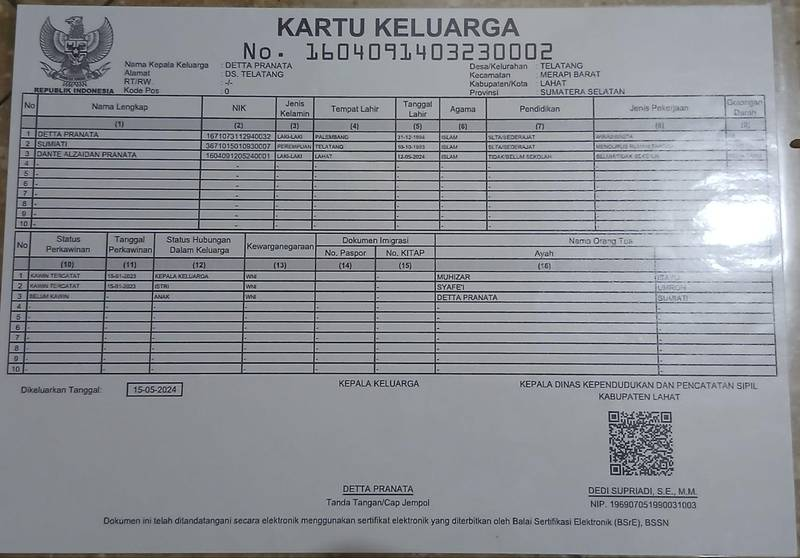 KARTU KELUARGA
No. 1604091403230002
REPUBLIK INDONESIA
Nama Kepala Keluarga : DETTA PRANATA
Alamat : DS. TELATANG
RT/RW : -/-
Kode Pos : 0
Desa/Kelurahan : TELATANG
Kecamatan : MERAPI BARAT
Kabupaten/Kota : LAHAT
Provinsi : SUMATERA SELATAN
No Nama Lengkap NIK Jenis Kelamin Tempat Lahir Tanggal Lahir Agama Pendidikan Jenis Pekerjaan Golongan Darah
(1) (2) (3) (4) (5) (6) (7) (8) (9)
1 DETTA PRANATA 1671073112940032 LAKI-LAKI PALEMBANG 31-12-1994 ISLAM SLTA/SEDERAJAT WIRASWASTA
2 SUMIATI 3671015010930007 PEREMPUAN TELATANG 10-10-1993 ISLAM SLTA/SEDERAJAT MENGURUS RUMAH TANGGA
3 DANTE ALZAIDAN PRANATA 1604091205240001 LAKI-LAKI LAHAT 12-05-2024 ISLAM TIDAK/BELUM SEKOLAH BELUM/TIDAK BEKERJA
4 - -
5 - -
6 - -
7 - -
8 - -
9 - -
10 - -
No Status Perkawinan Tanggal Perkawinan Status Hubungan Dalam Keluarga Kewarganegaraan Dokumen Imigrasi Nama Orang Tua
No. Paspor No. KITAP Ayah
(10) (11) (12) (13) (14) (15) (16)
1 KAWIN TERCATAT 15-01-2023 KEPALA KELUARGA WNI - - MUHIZAR
2 KAWIN TERCATAT 15-01-2023 ISTRI WNI - - SYAFE'I UMROH
3 BELUM KAWIN - ANAK WNI - - DETTA PRANATA SUMIATI
4 - - - - - - -
5 - - - - - - -
6 - - - - - - -
7 - - - - - - -
8 - - - - - - -
9 - - - - - - -
10 - - - - - - -
Dikeluarkan Tanggal: 15-05-2024
KEPALA KELUARGA
KEPALA DINAS KEPENDUDUKAN DAN PENCATATAN SIPIL
KABUPATEN LAHAT
DETTA PRANATA
Tanda Tangan/Cap Jempol
DEDI SUPRIADI, S.E., M.M.
NIP. 196907051990031003
Dokumen ini telah ditandatangani secara elektronik menggunakan sertifikat elektronik yang diterbitkan oleh Balai Sertifikasi Elektronik (BSrE), BSSN